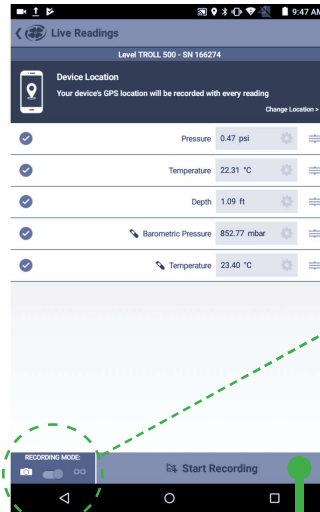 9:47 AM
Live Readings
Level TROLL 500 - SN 166274
Device Location
Your device's GPS location will be recorded with every reading
Change Location >
Pressure 0.47 psi
Temperature 22.31 °C
Depth 1.09 ft
Barometric Pressure 852.77 mbar
Temperature 23.40 °C
RECORDING MODE:
Start Recording